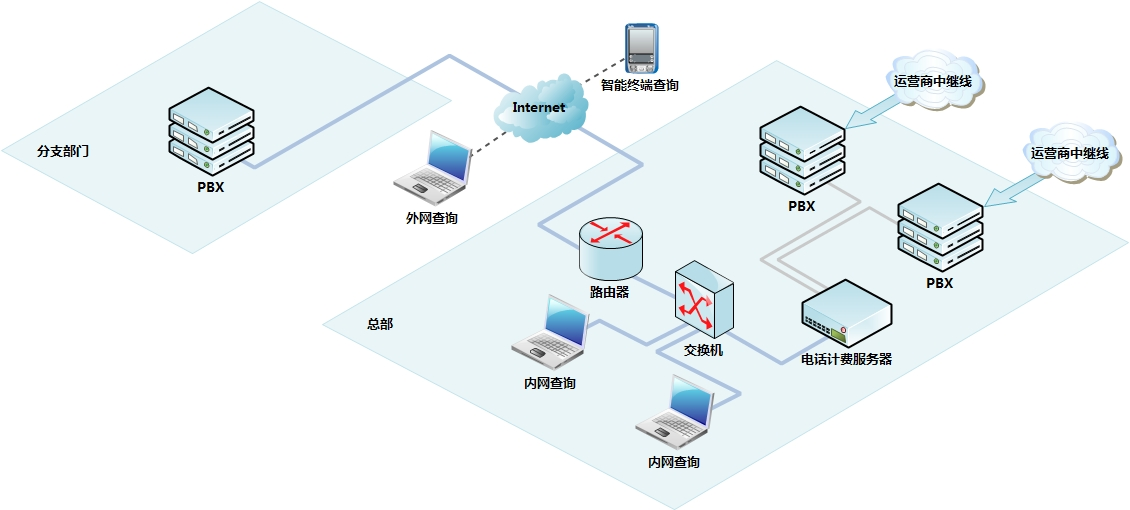 智能终端查询
运营商中继线
Internet
分支部门
运营商中继线
PBX
外网查询
PBX
路由器
PBX
总部
交换机
电话计费服务器
内网查询
内网查询